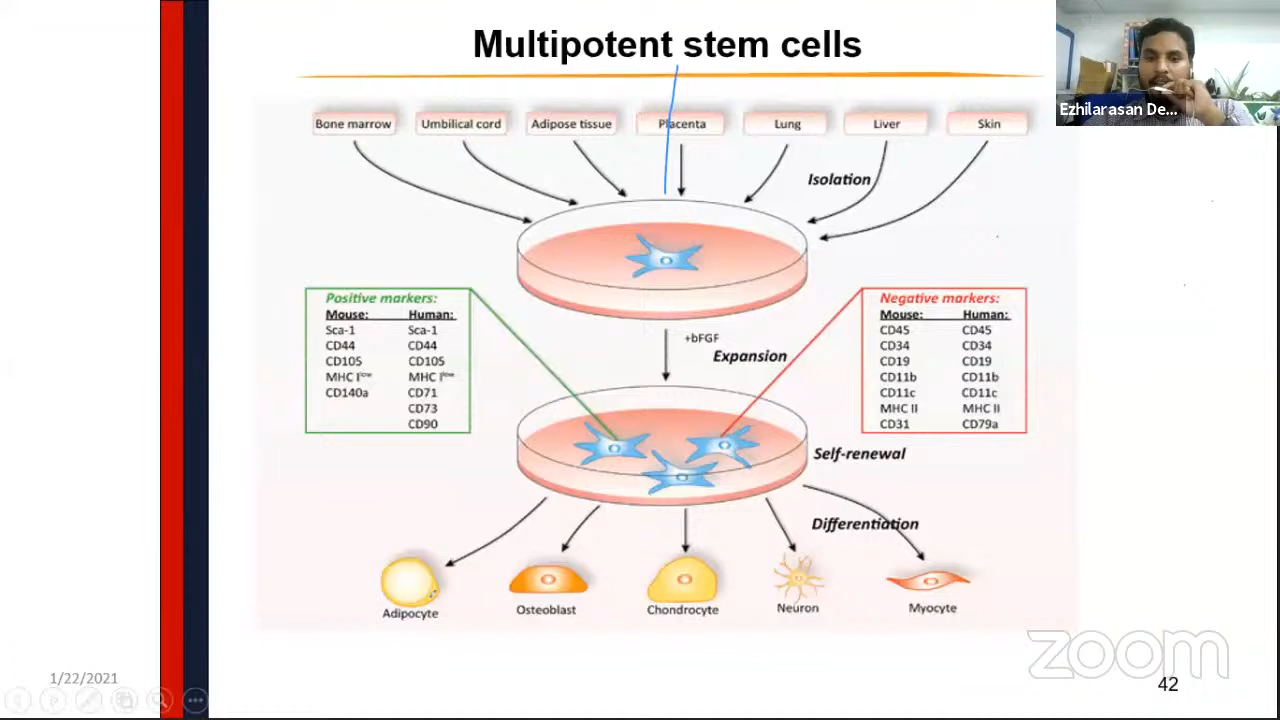 Multipotent stem cells
Ezhilarasan De...
Bone marrow
Umbilical cord
Adipose tissue
Placenta
Lung
Liver
Skin
Isolation
Positive markers:
Mouse: Human:
Sca-1 Sca-1
CD44 CD44
CD105 CD105
MHC Ilow MHC Ilow
CD140a CD71
CD73
CD90
+bFGF
Expansion
Negative markers:
Mouse: Human:
CD45 CD45
CD34 CD34
CD19 CD19
CD11b CD11b
CD11c CD11c
MHC II MHC II
CD31 CD79a
Self-renewal
Differentiation
Adipocyte
Osteoblast
Chondrocyte
Neuron
Myocyte
zoom
1/22/2021
42